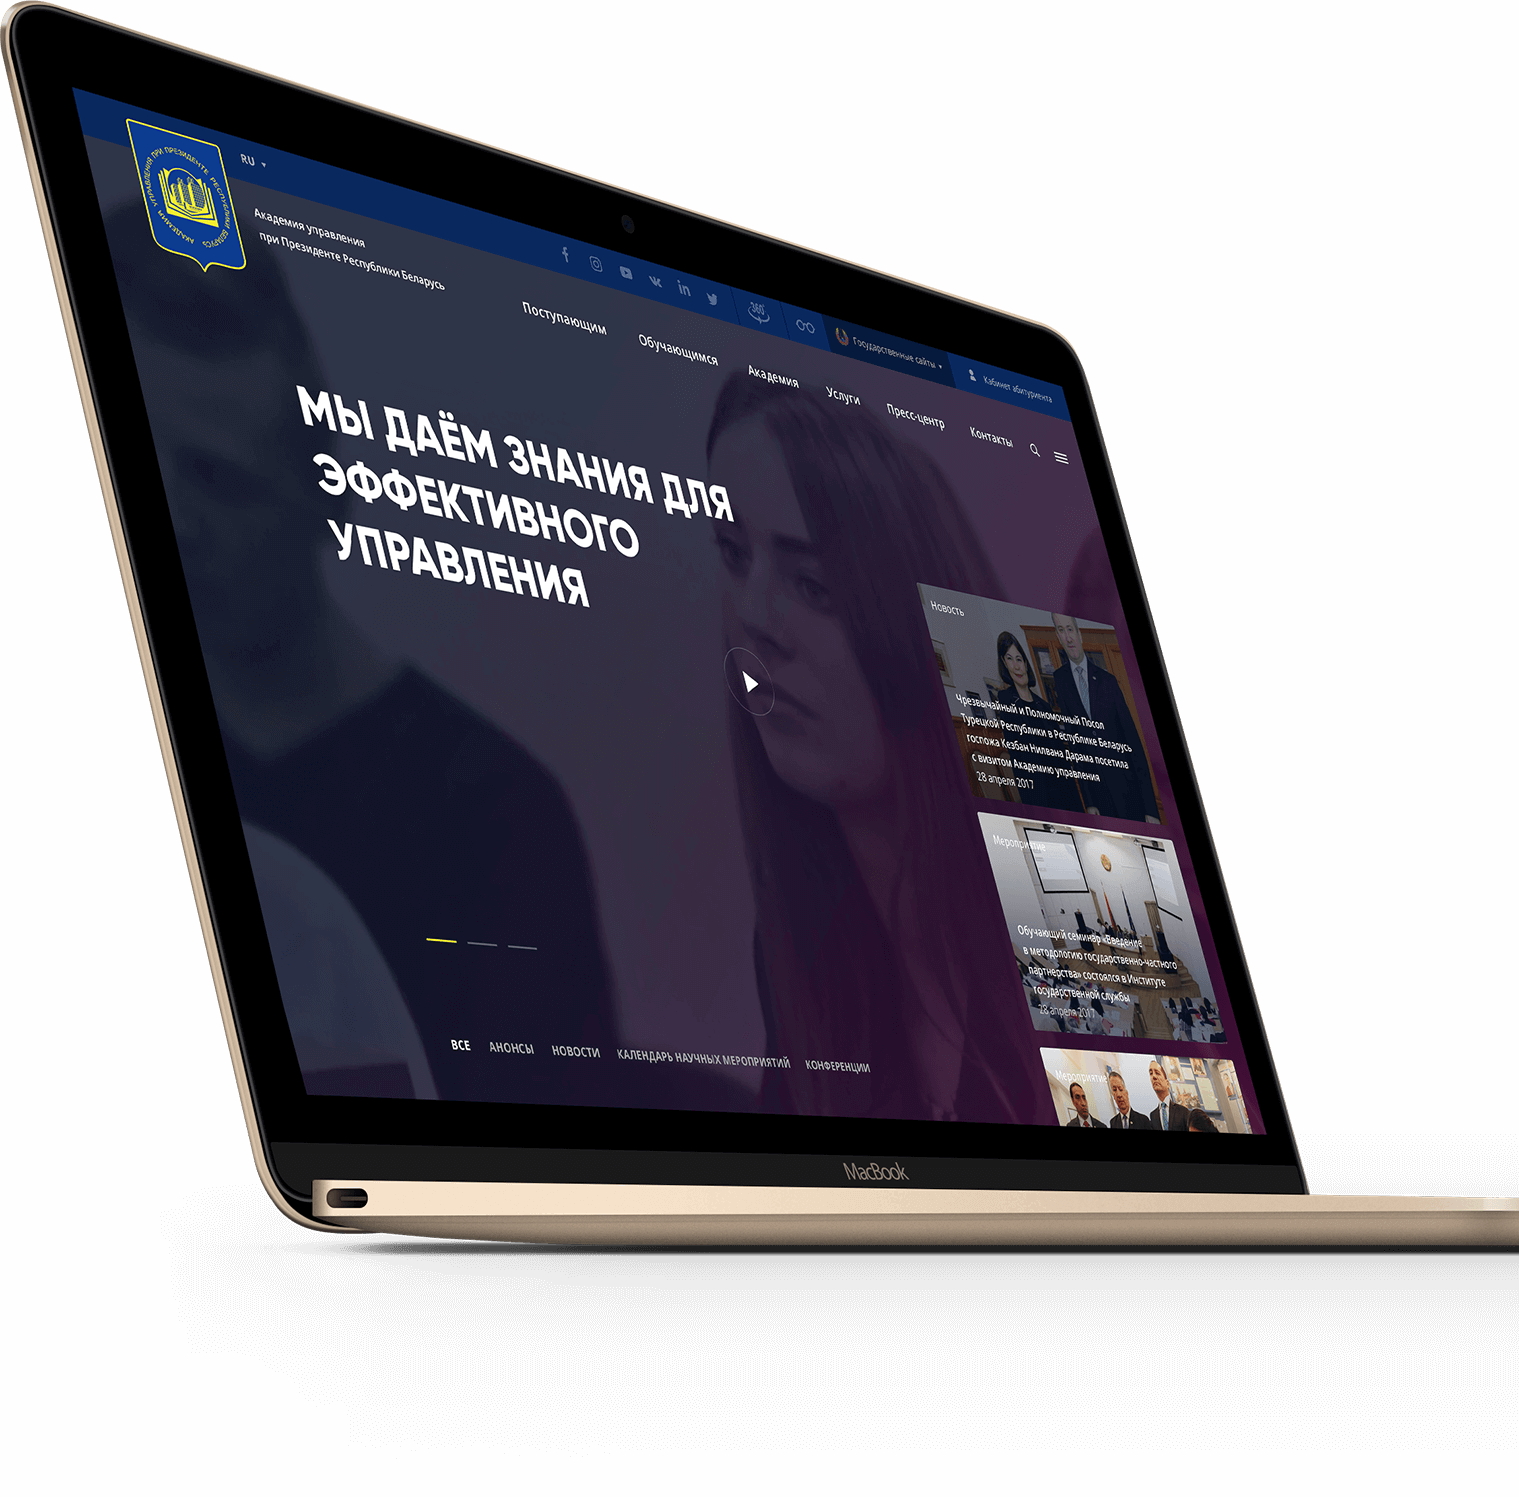 АКАДЕМИЯ УПРАВЛЕНИЯ ПРИ ПРЕЗИДЕНТЕ РЕСПУБЛИКИ БЕЛАРУСЬ
RU
Академия управления
при Президенте Республики Беларусь
360°
Государственные сайты
Кабинет абитуриента
Поступающим
Обучающимся
Академия
Услуги
Пресс-центр
Контакты
МЫ ДАЁМ ЗНАНИЯ ДЛЯ
ЭФФЕКТИВНОГО
УПРАВЛЕНИЯ
Новость
Чрезвычайный и Полномочный Посол
Турецкой Республики в Республике Беларусь
госпожа Кезбан Нилвана Дарама посетила
с визитом Академию управления
28 апреля 2017
Мероприятие
Обучающий семинар «Введение
в методологию государственно-частного
партнерства» состоялся в Институте
государственной службы
28 апреля 2017
Мероприятие
ВСЕ
АНОНСЫ
НОВОСТИ
КАЛЕНДАРЬ НАУЧНЫХ МЕРОПРИЯТИЙ
КОНФЕРЕНЦИИ
MacBook